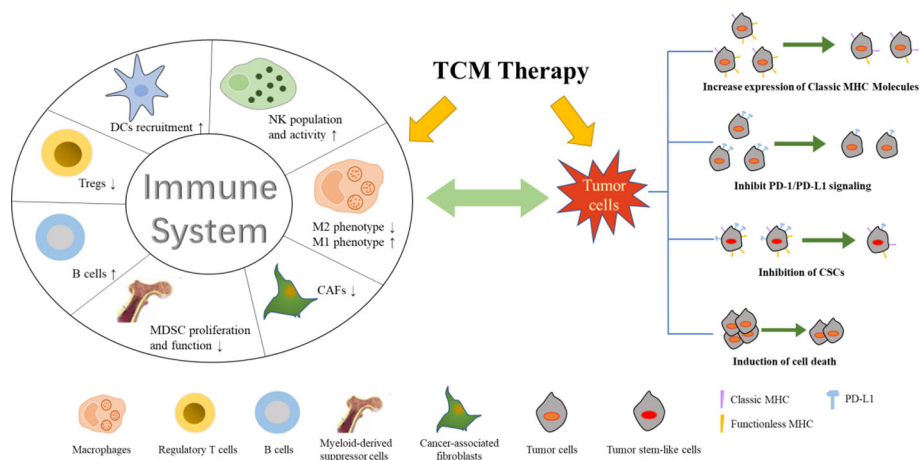 TCM Therapy
DCs recruitment ↑
NK population
and activity ↑
Tregs ↓
Immune
System
M2 phenotype ↓
M1 phenotype ↑
B cells ↑
MDSC proliferation
and function ↓
CAFs ↓
Tumor
cells
Increase expression of Classic MHC Molecules
Inhibit PD-1/PD-L1 signaling
Inhibition of CSCs
Induction of cell death
Macrophages
Regulatory T cells
B cells
Myeloid-derived
suppressor cells
Cancer-associated
fibroblasts
Tumor cells
Tumor stem-like cells
Classic MHC
Functionless MHC
PD-L1